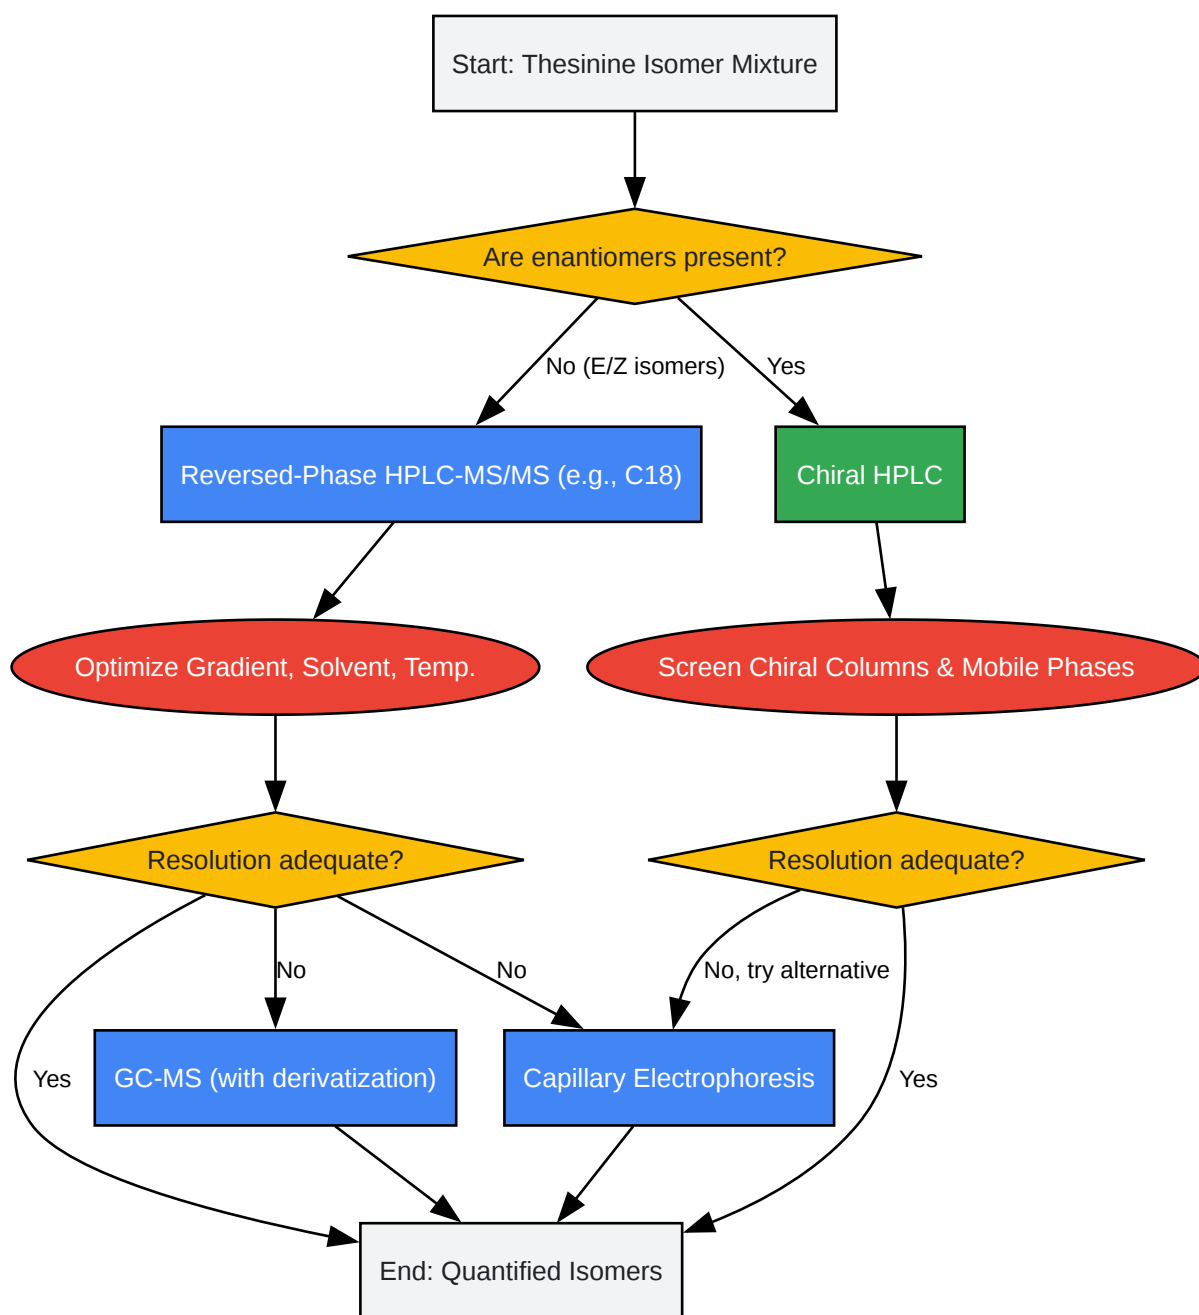 Start: Thesinine Isomer Mixture
Are enantiomers present?
No (E/Z isomers)
Yes
Reversed-Phase HPLC-MS/MS (e.g., C18)
Chiral HPLC
Optimize Gradient, Solvent, Temp.
Screen Chiral Columns & Mobile Phases
Resolution adequate?
Resolution adequate?
No
No
No, try alternative
Yes
GC-MS (with derivatization)
Capillary Electrophoresis
Yes
End: Quantified Isomers